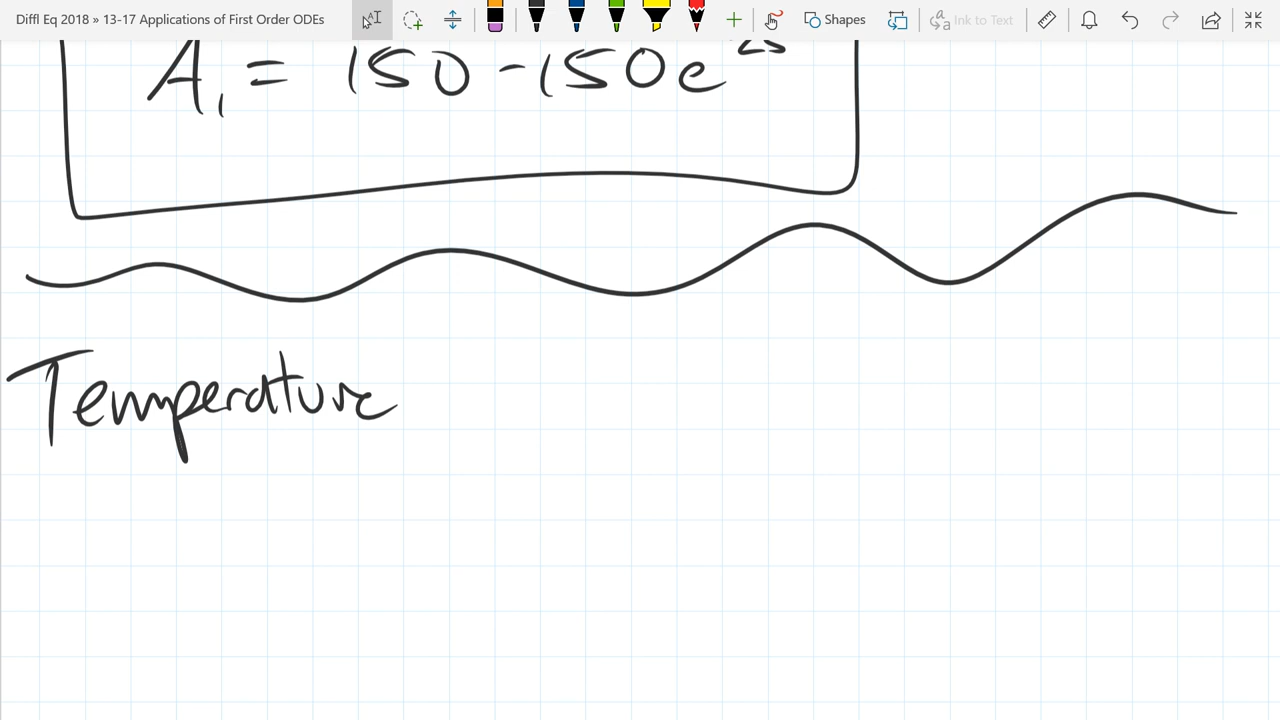 Diffl Eq 2018 » 13-17 Applications of First Order ODEs
Shapes
Ink to Text
A₁ = 150 - 150e
Temperature